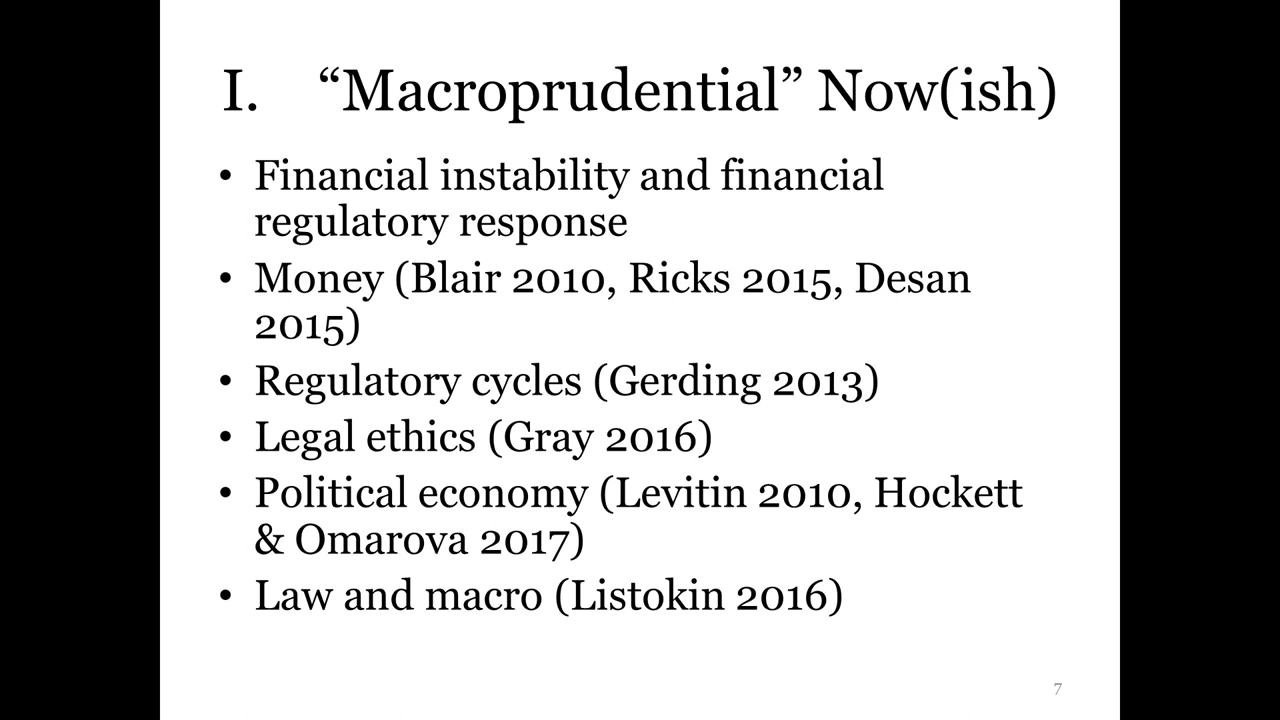 I. “Macroprudential” Now(ish)
• Financial instability and financial
regulatory response
• Money (Blair 2010, Ricks 2015, Desan
2015)
• Regulatory cycles (Gerding 2013)
• Legal ethics (Gray 2016)
• Political economy (Levitin 2010, Hockett
& Omarova 2017)
• Law and macro (Listokin 2016)
7